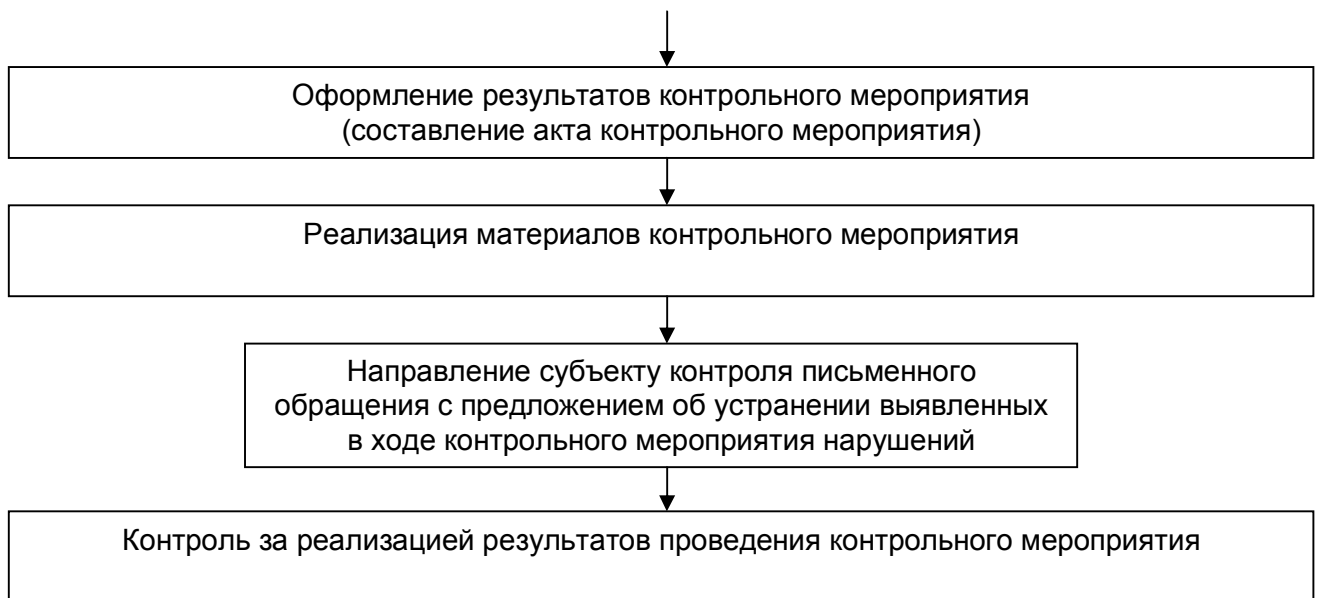 Оформление результатов контрольного мероприятия
(составление акта контрольного мероприятия)
Реализация материалов контрольного мероприятия
Направление субъекту контроля письменного
обращения с предложением об устранении выявленных
в ходе контрольного мероприятия нарушений
Контроль за реализацией результатов проведения контрольного мероприятия